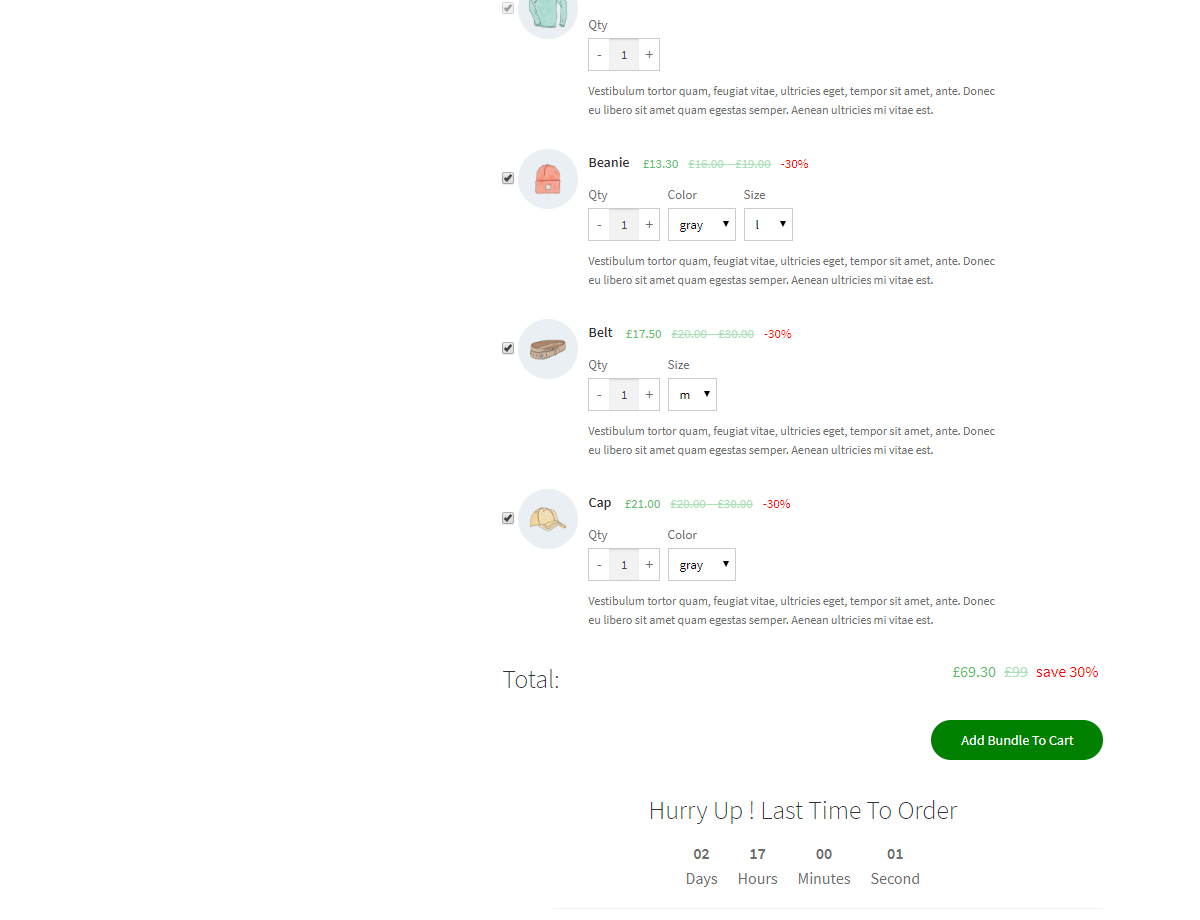 Qty
- 1 +
Vestibulum tortor quam, feugiat vitae, ultricies eget, tempor sit amet, ante. Donec
eu libero sit amet quam egestas semper. Aenean ultricies mi vitae est.
Beanie £13.30 £16.00 - £19.00 -30%
Qty Color Size
- 1 + gray l
Vestibulum tortor quam, feugiat vitae, ultricies eget, tempor sit amet, ante. Donec
eu libero sit amet quam egestas semper. Aenean ultricies mi vitae est.
Belt £17.50 £20.00 - £30.00 -30%
Qty Size
- 1 + m
Vestibulum tortor quam, feugiat vitae, ultricies eget, tempor sit amet, ante. Donec
eu libero sit amet quam egestas semper. Aenean ultricies mi vitae est.
Cap £21.00 £20.00 - £30.00 -30%
Qty Color
- 1 + gray
Vestibulum tortor quam, feugiat vitae, ultricies eget, tempor sit amet, ante. Donec
eu libero sit amet quam egestas semper. Aenean ultricies mi vitae est.
Total: £69.30 £99 save 30%
Add Bundle To Cart
Hurry Up ! Last Time To Order
02 17 00 01
Days Hours Minutes Second